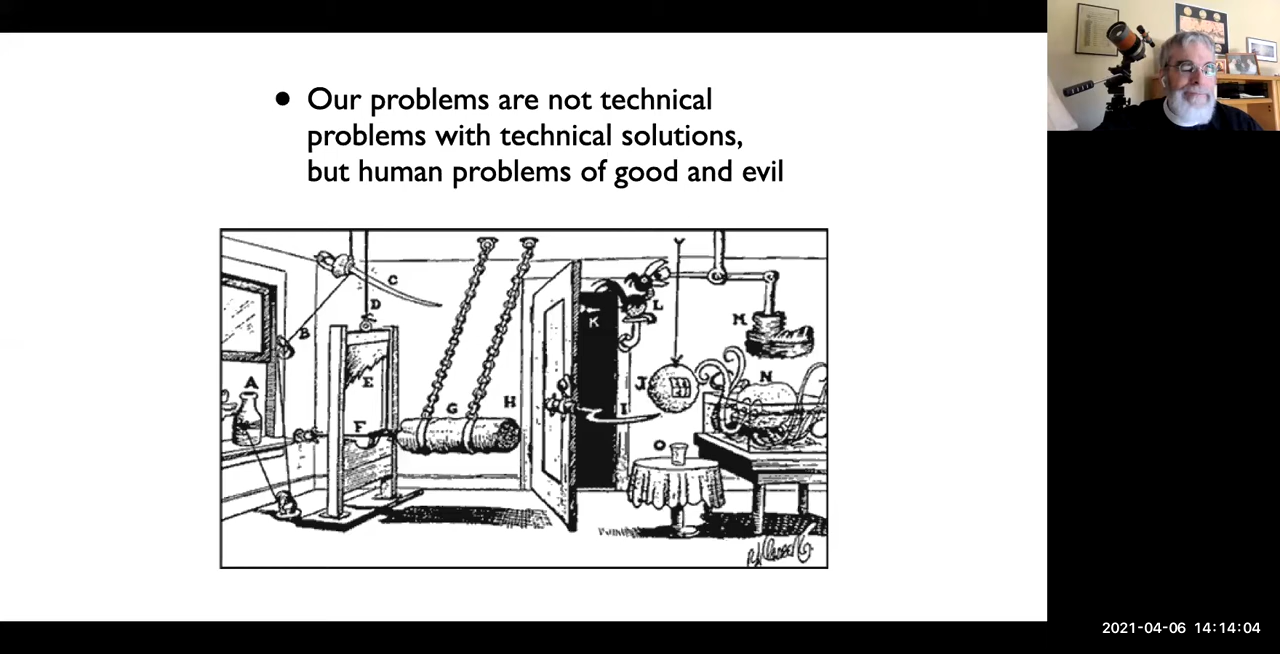 Our problems are not technical
problems with technical solutions,
but human problems of good and evil
A
B
C
D
E
F
G
H
I
J
K
L
M
N
O
2021-04-06 14:14:04